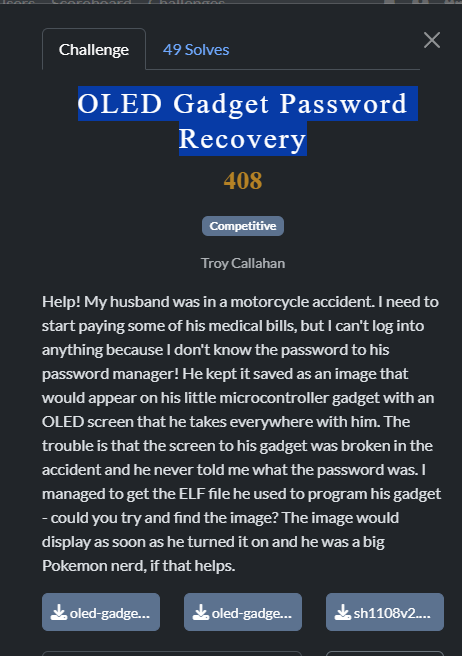 Challenge
49 Solves
OLED Gadget Password
Recovery
408
Competitive
Troy Callahan
Help! My husband was in a motorcycle accident. I need to
start paying some of his medical bills, but I can't log into
anything because I don't know the password to his
password manager! He kept it saved as an image that
would appear on his little microcontroller gadget with an
OLED screen that he takes everywhere with him. The
trouble is that the screen to his gadget was broken in the
accident and he never told me what the password was. I
managed to get the ELF file he used to program his gadget
- could you try and find the image? The image would
display as soon as he turned it on and he was a big
Pokemon nerd, if that helps.
oled-gadge... oled-gadge... sh1108v2....